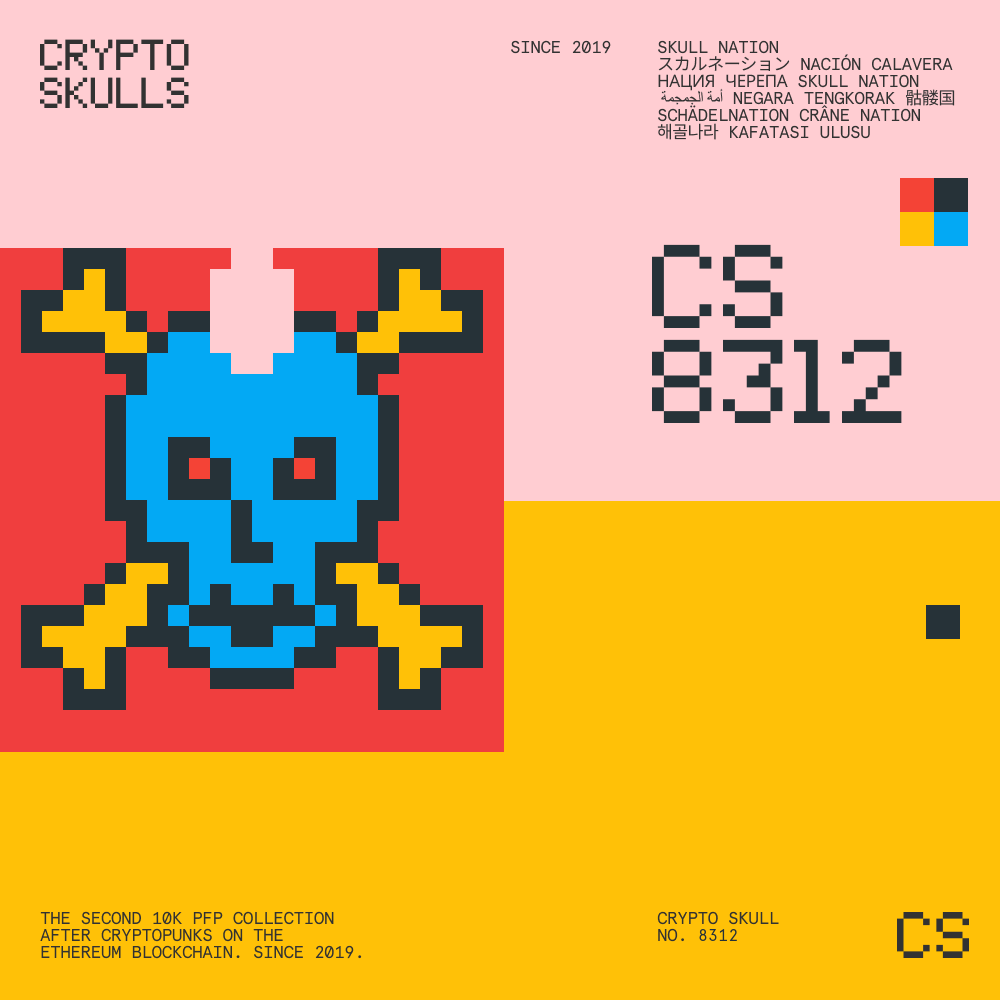 CRYPTO
SKULLS
SINCE 2019
SKULL NATION
スカルネーション NACIÓN CALAVERA
НАЦИЯ ЧЕРЕПА SKULL NATION
أمة الجمجمة NEGARA TENGKORAK 骷髅国
SCHÄDELNATION CRÂNE NATION
해골나라 KAFATASI ULUSU
CS
8312
THE SECOND 10K PFP COLLECTION
AFTER CRYPTOPUNKS ON THE
ETHEREUM BLOCKCHAIN. SINCE 2019.
CRYPTO SKULL
NO. 8312
CS